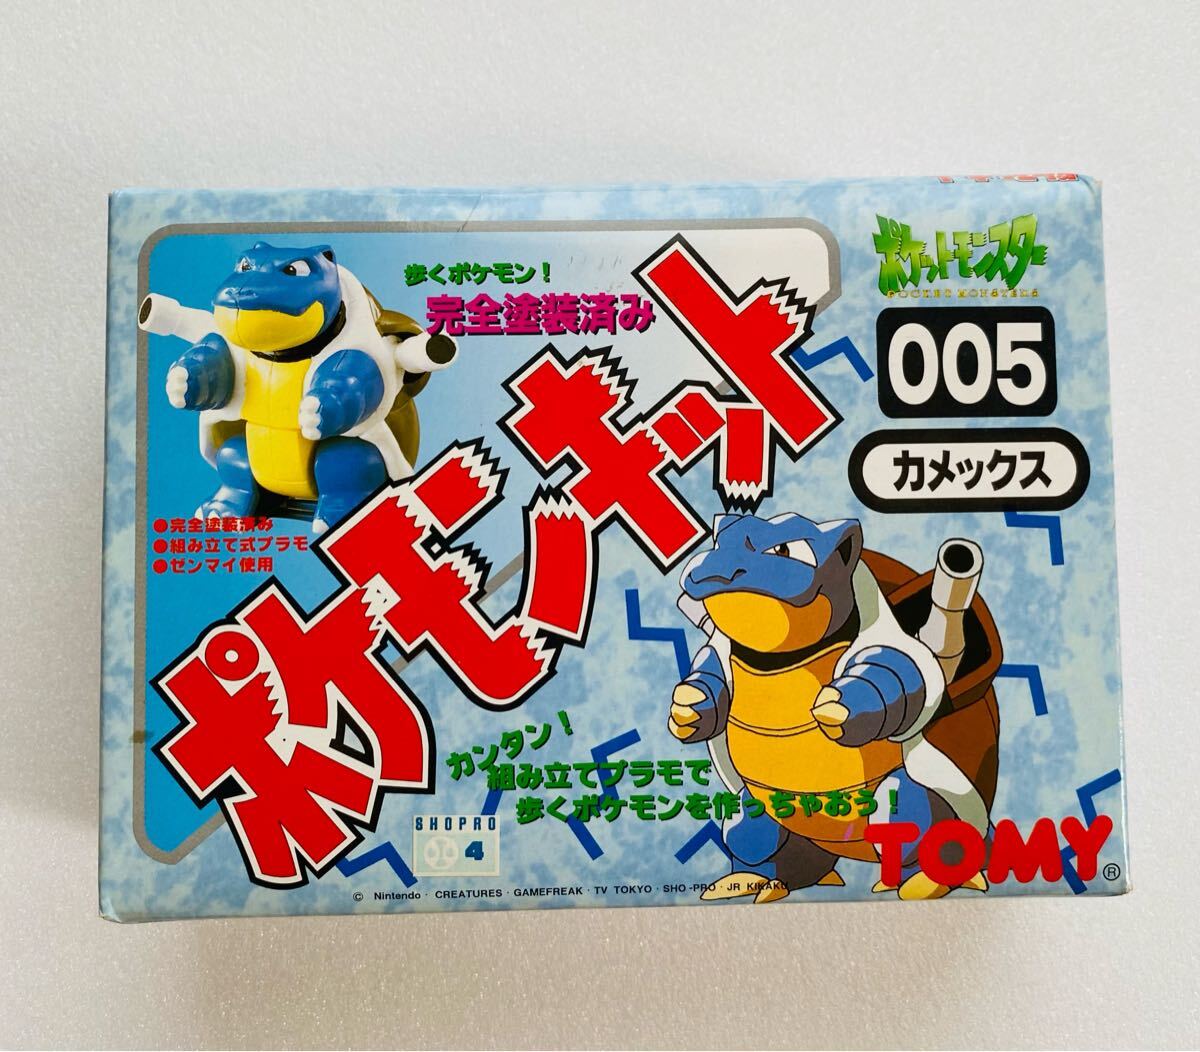 歩くポケモン！
完全塗装済み
ポケットモンスター
POCKET MONSTERS
005
カメックス
●完全塗装済み
●組み立て式プラモ
●ゼンマイ使用
ポケモンキット
カンタン！
組み立てプラモで
歩くポケモンを作っちゃおう！
SHOPRO
4
TOMY®
© Nintendo · CREATURES · GAMEFREAK · TV TOKYO · SHO-PRO · JR KIKAKU